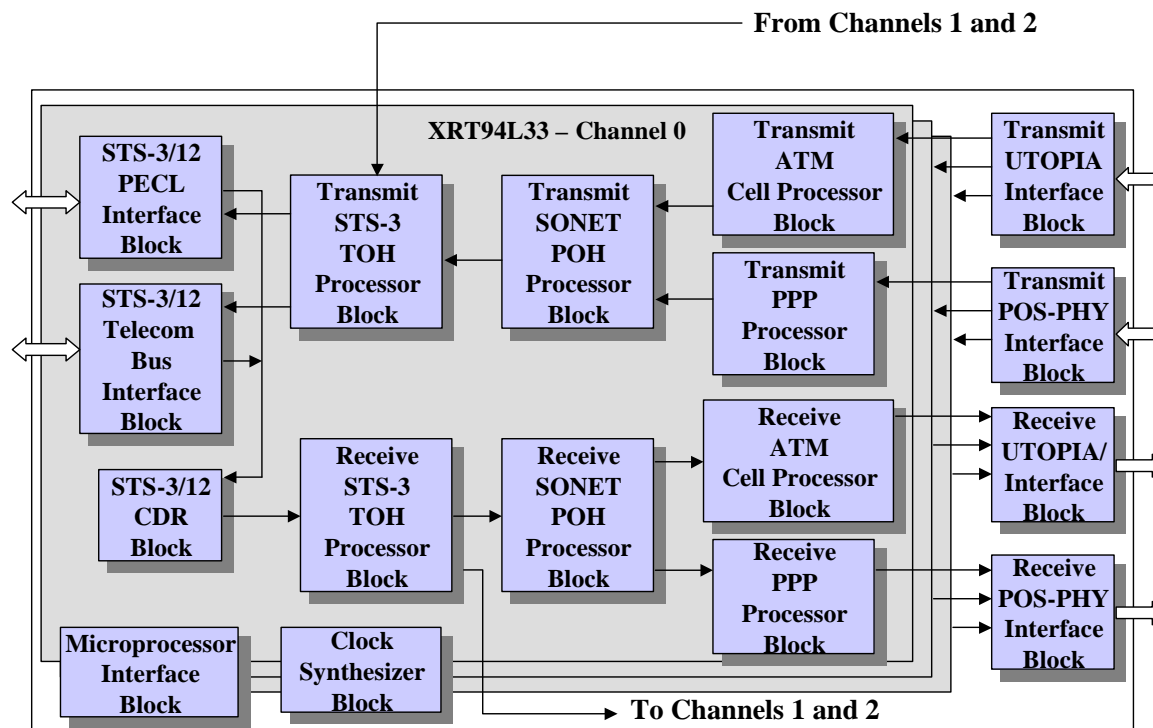 From Channels 1 and 2
XRT94L33 – Channel 0
STS-3/12
PECL
Interface
Block
Transmit
STS-3
TOH
Processor
Block
Transmit
SONET
POH
Processor
Block
Transmit
ATM
Cell Processor
Block
Transmit
UTOPIA
Interface
Block
STS-3/12
Telecom
Bus
Interface
Block
Transmit
PPP
Processor
Block
Transmit
POS-PHY
Interface
Block
STS-3/12
CDR
Block
Receive
STS-3
TOH
Processor
Block
Receive
SONET
POH
Processor
Block
Receive
ATM
Cell Processor
Block
Receive
UTOPIA/
Interface
Block
Receive
PPP
Processor
Block
Receive
POS-PHY
Interface
Block
Microprocessor
Interface
Block
Clock
Synthesizer
Block
To Channels 1 and 2